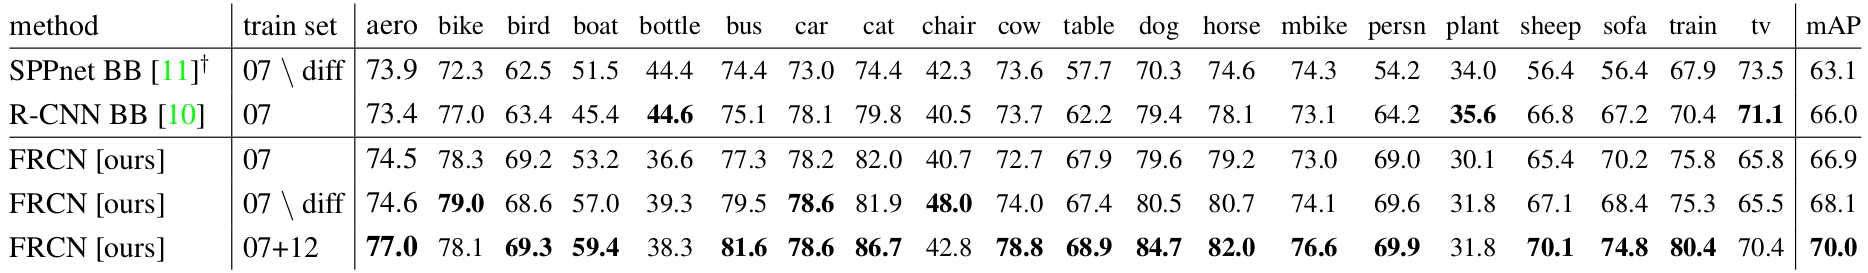 method train set aero bike bird boat bottle bus car cat chair cow table dog horse mbike persn plant sheep sofa train tv mAP
SPPnet BB [11]† 07 \ diff 73.9 72.3 62.5 51.5 44.4 74.4 73.0 74.4 42.3 73.6 57.7 70.3 74.6 74.3 54.2 34.0 56.4 56.4 67.9 73.5 63.1
R-CNN BB [10] 07 73.4 77.0 63.4 45.4 44.6 75.1 78.1 79.8 40.5 73.7 62.2 79.4 78.1 73.1 64.2 35.6 66.8 67.2 70.4 71.1 66.0
FRCN [ours] 07 74.5 78.3 69.2 53.2 36.6 77.3 78.2 82.0 40.7 72.7 67.9 79.6 79.2 73.0 69.0 30.1 65.4 70.2 75.8 65.8 66.9
FRCN [ours] 07 \ diff 74.6 79.0 68.6 57.0 39.3 79.5 78.6 81.9 48.0 74.0 67.4 80.5 80.7 74.1 69.6 31.8 67.1 68.4 75.3 65.5 68.1
FRCN [ours] 07+12 77.0 78.1 69.3 59.4 38.3 81.6 78.6 86.7 42.8 78.8 68.9 84.7 82.0 76.6 69.9 31.8 70.1 74.8 80.4 70.4 70.0